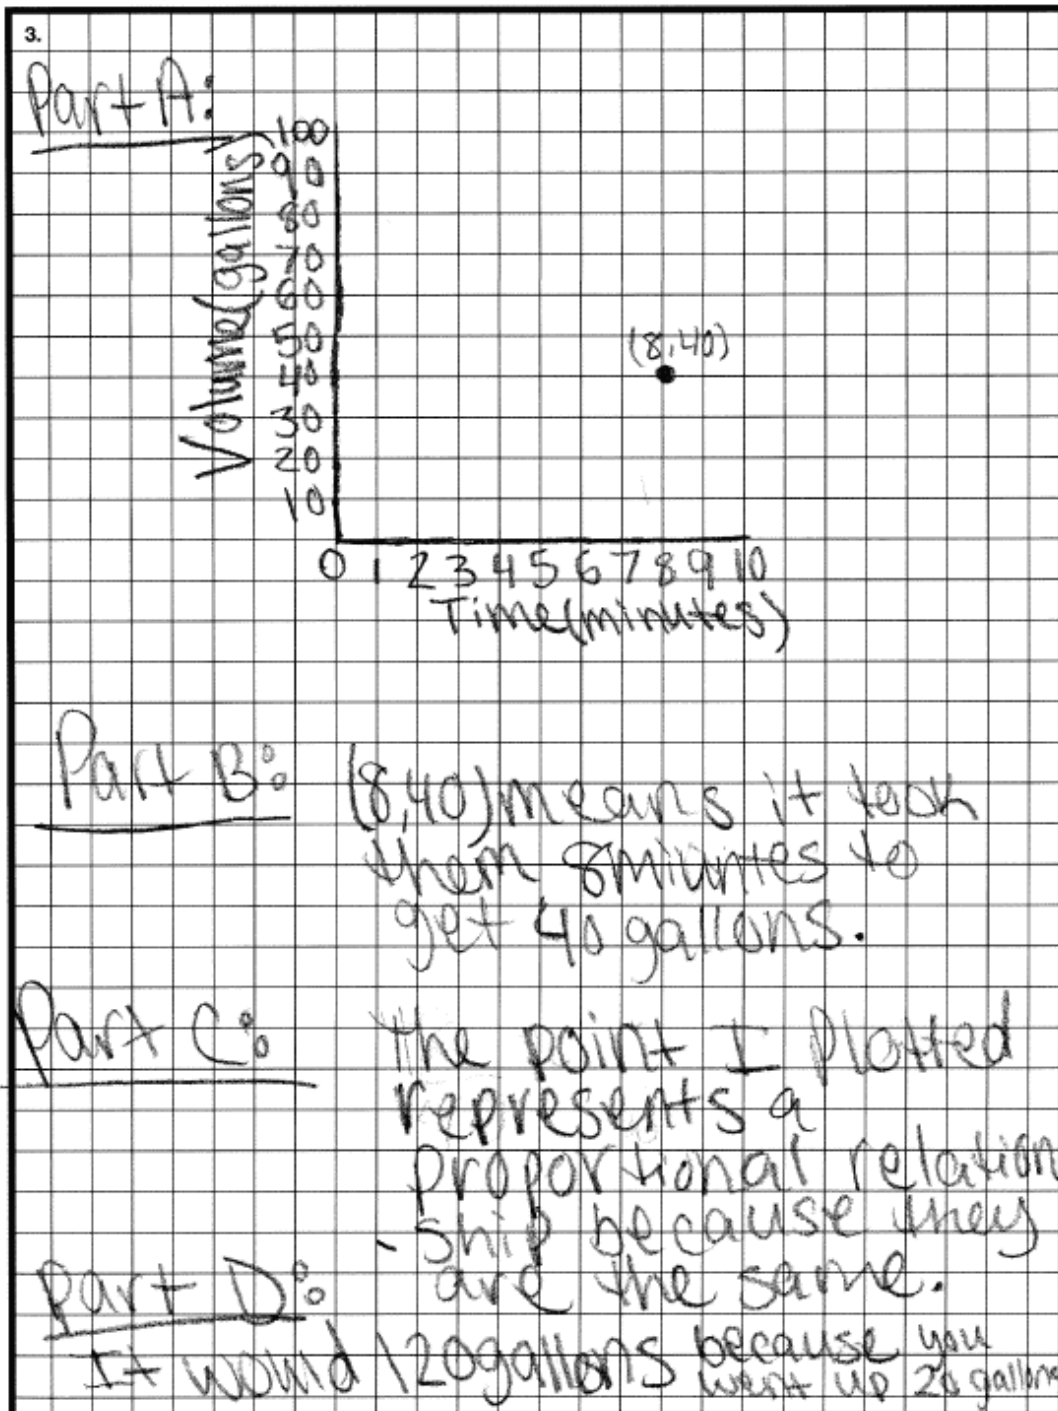 3.
Part A:
Volume(gallons)
100
90
80
70
60
50
40
30
20
10
(8,40)
0 1 2 3 4 5 6 7 8 9 10
Time(minutes)
Part B: (8,40) means it took
them 8 miuntes to
get 40 gallons.
Part C: the point I plotted
represents a
proportional relation
-ship because they
are the same.
Part D:
It would 120gallons because you
went up 20 gallons